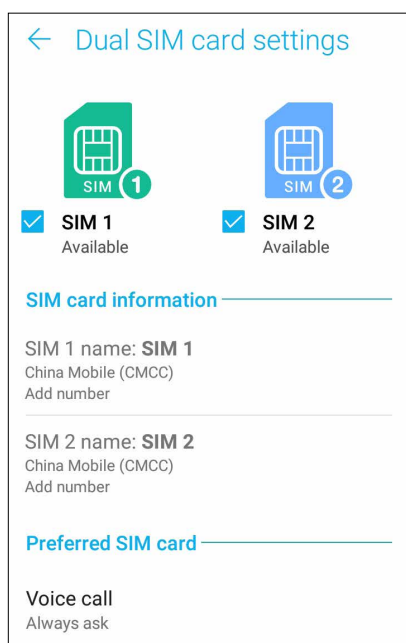 Dual SIM card settings
SIM 1
SIM 2
SIM 1
SIM 2
Available
Available
SIM card information
SIM 1 name: SIM 1
China Mobile (CMCC)
Add number
SIM 2 name: SIM 2
China Mobile (CMCC)
Add number
Preferred SIM card
Voice call
Always ask